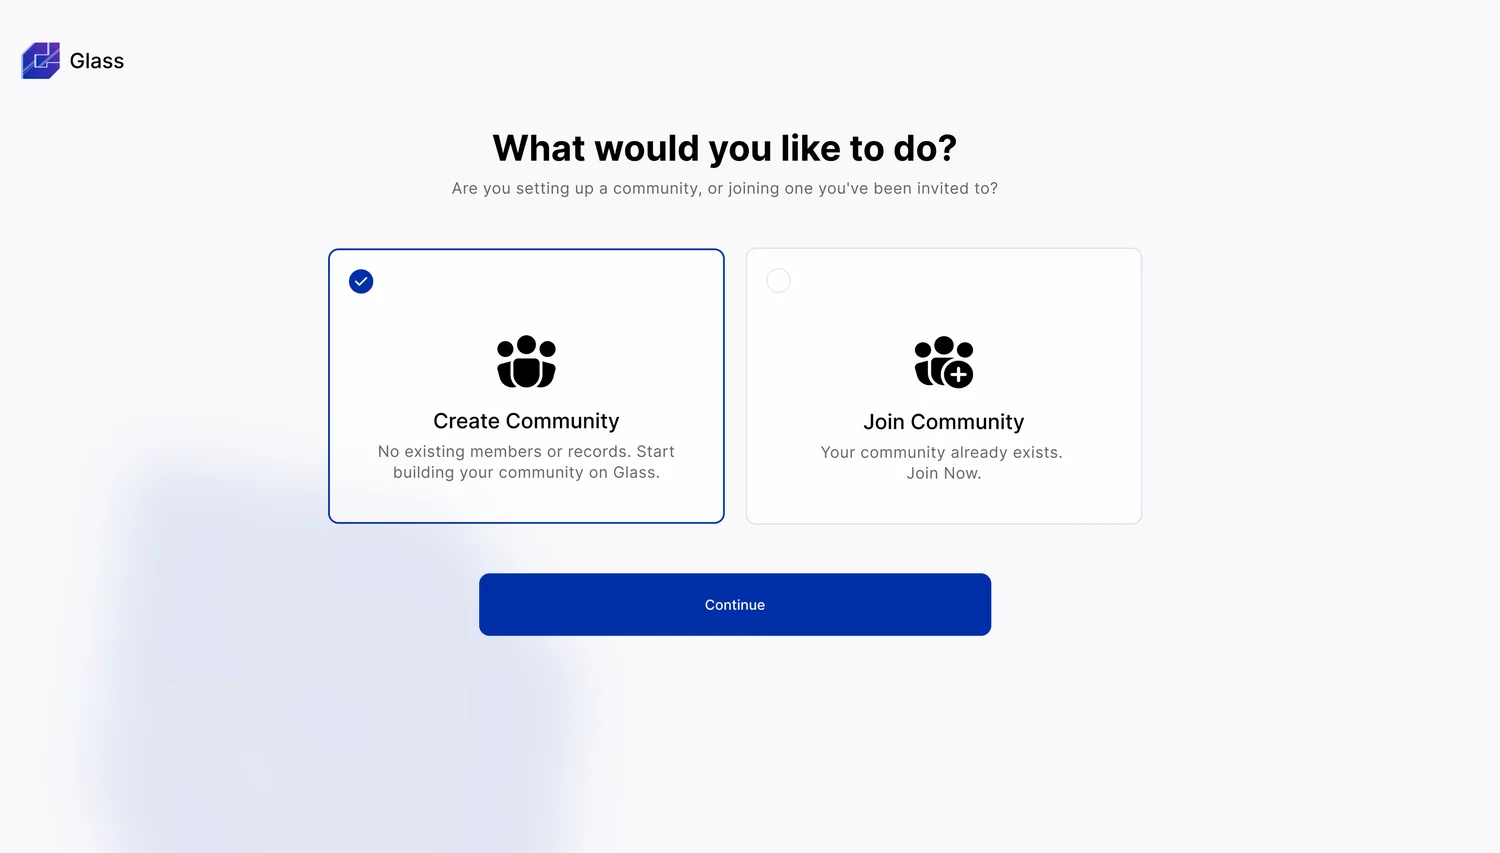 Glass
What would you like to do?
Are you setting up a community, or joining one you've been invited to?
Create Community
No existing members or records. Start
building your community on Glass.
Join Community
Your community already exists.
Join Now.
Continue